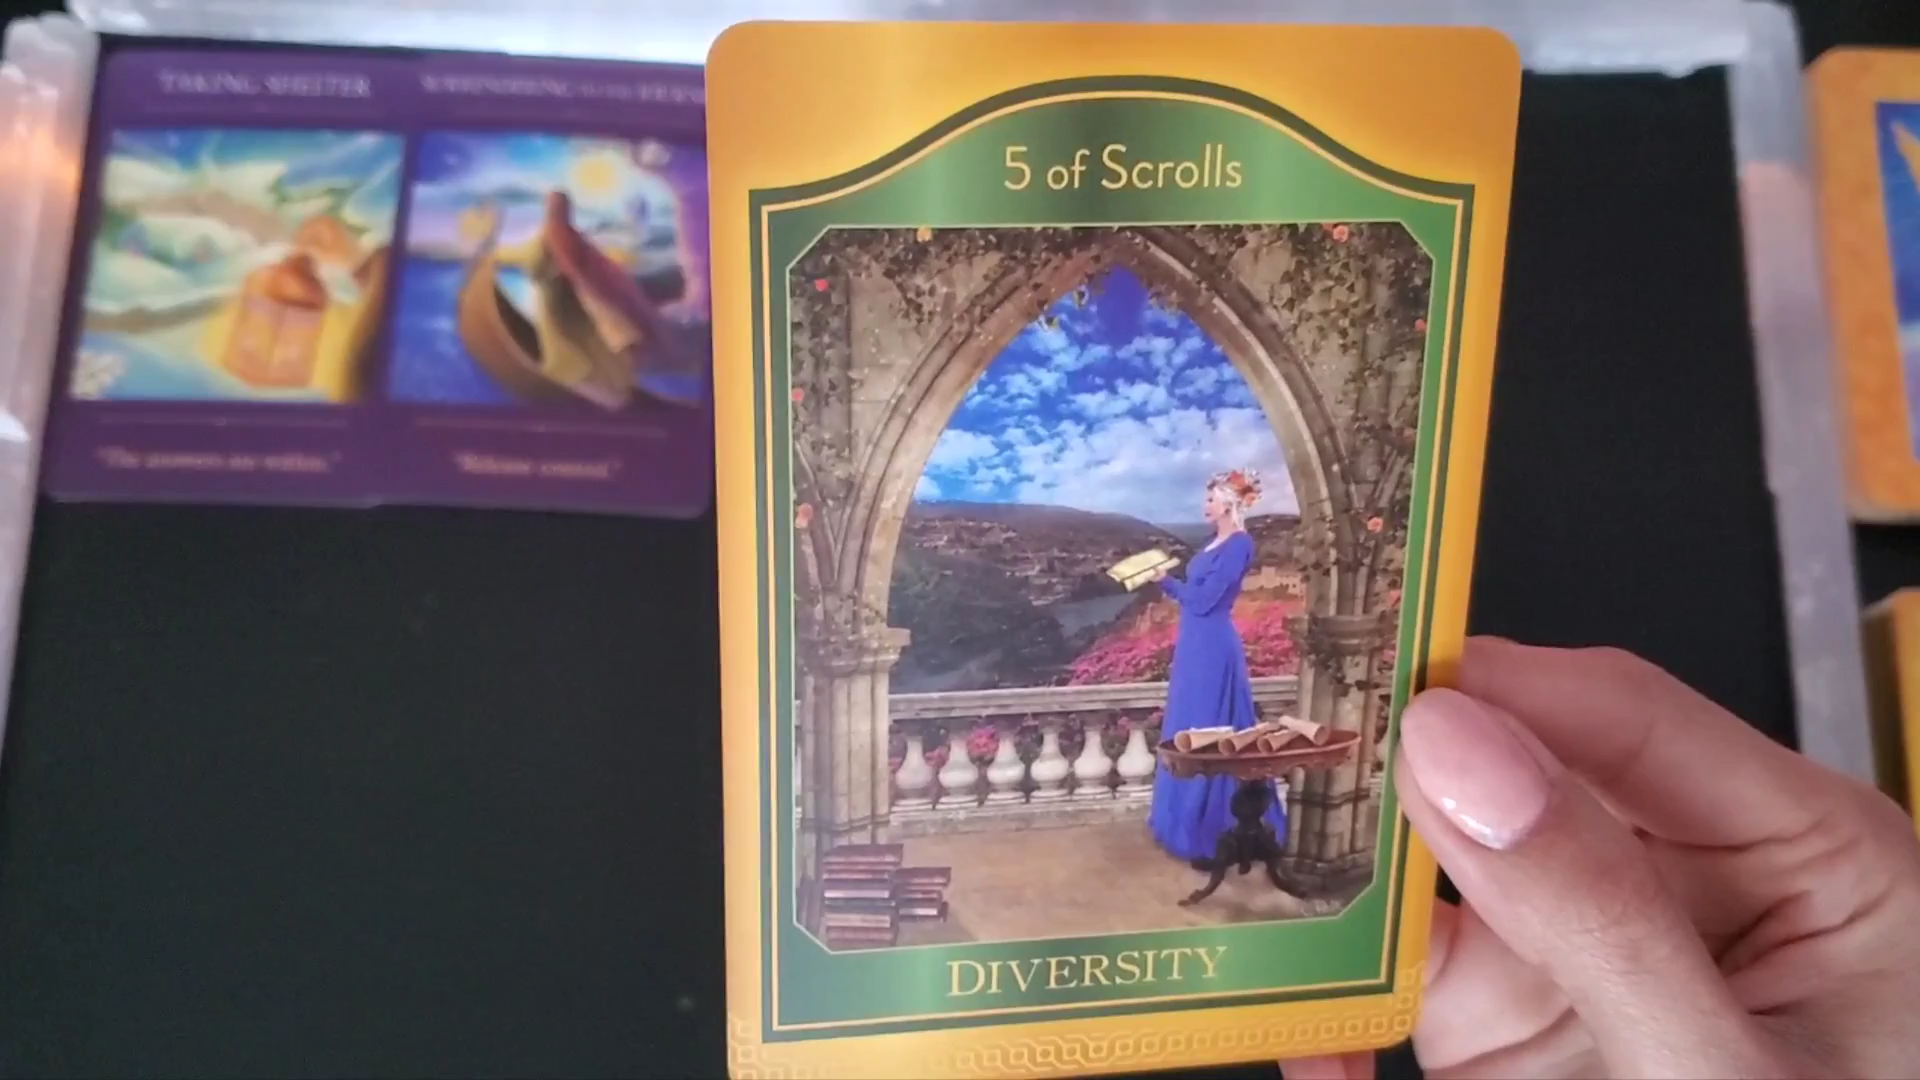 TAKING SHELTER
"The answers are within."
"Release control."
5 of Scrolls
DIVERSITY